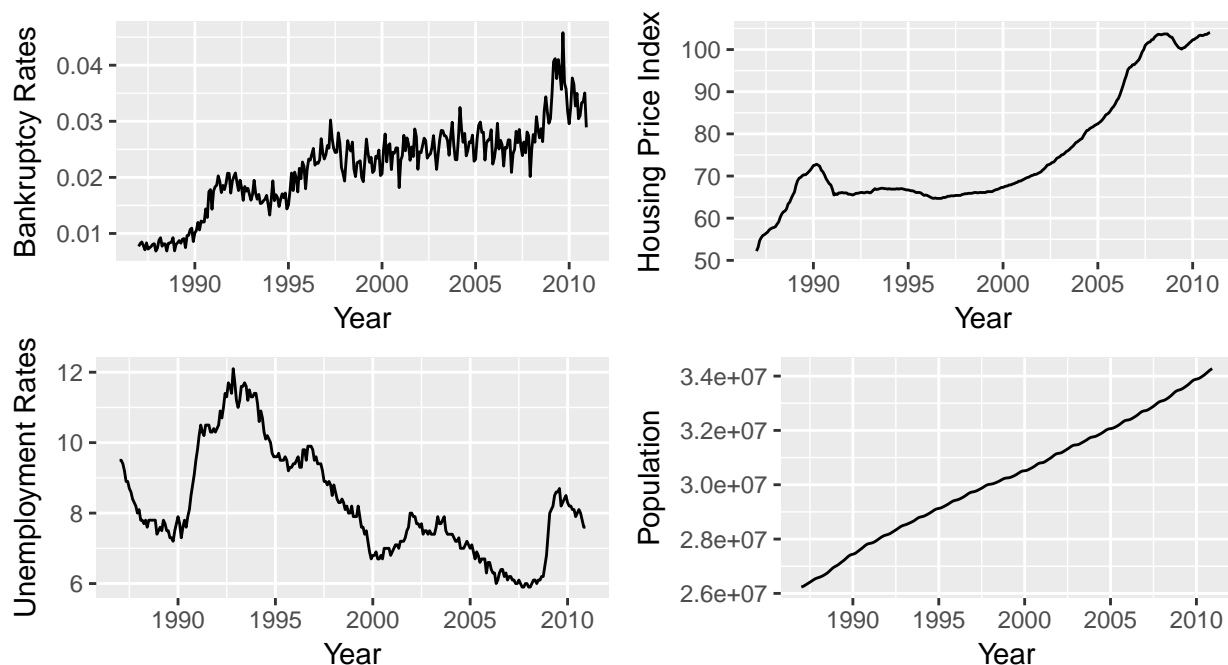 Bankruptcy Rates
0.04
0.03
0.02
0.01
1990 1995 2000 2005 2010
Year
Housing Price Index
100
90
80
70
60
50
1990 1995 2000 2005 2010
Year
Unemployment Rates
12
10
8
6
1990 1995 2000 2005 2010
Year
Population
3.4e+07
3.2e+07
3.0e+07
2.8e+07
2.6e+07
1990 1995 2000 2005 2010
Year